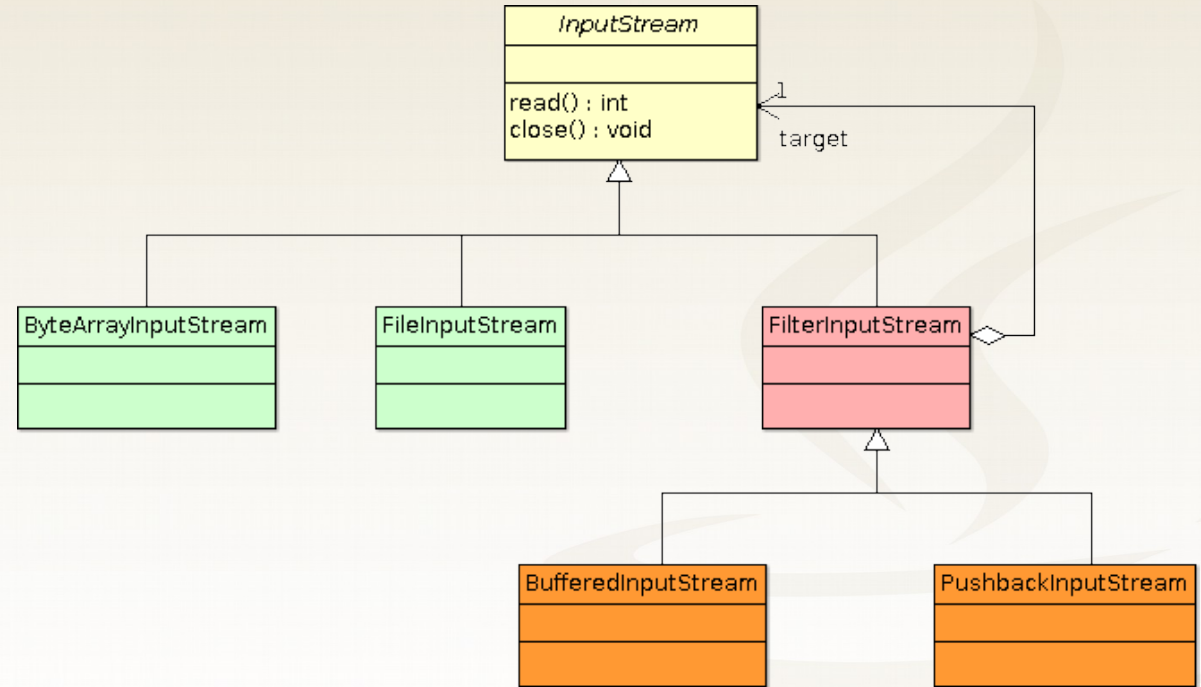 InputStream
read() : int
close() : void
1
target
ByteArrayInputStream
FileInputStream
FilterInputStream
BufferedInputStream
PushbackInputStream